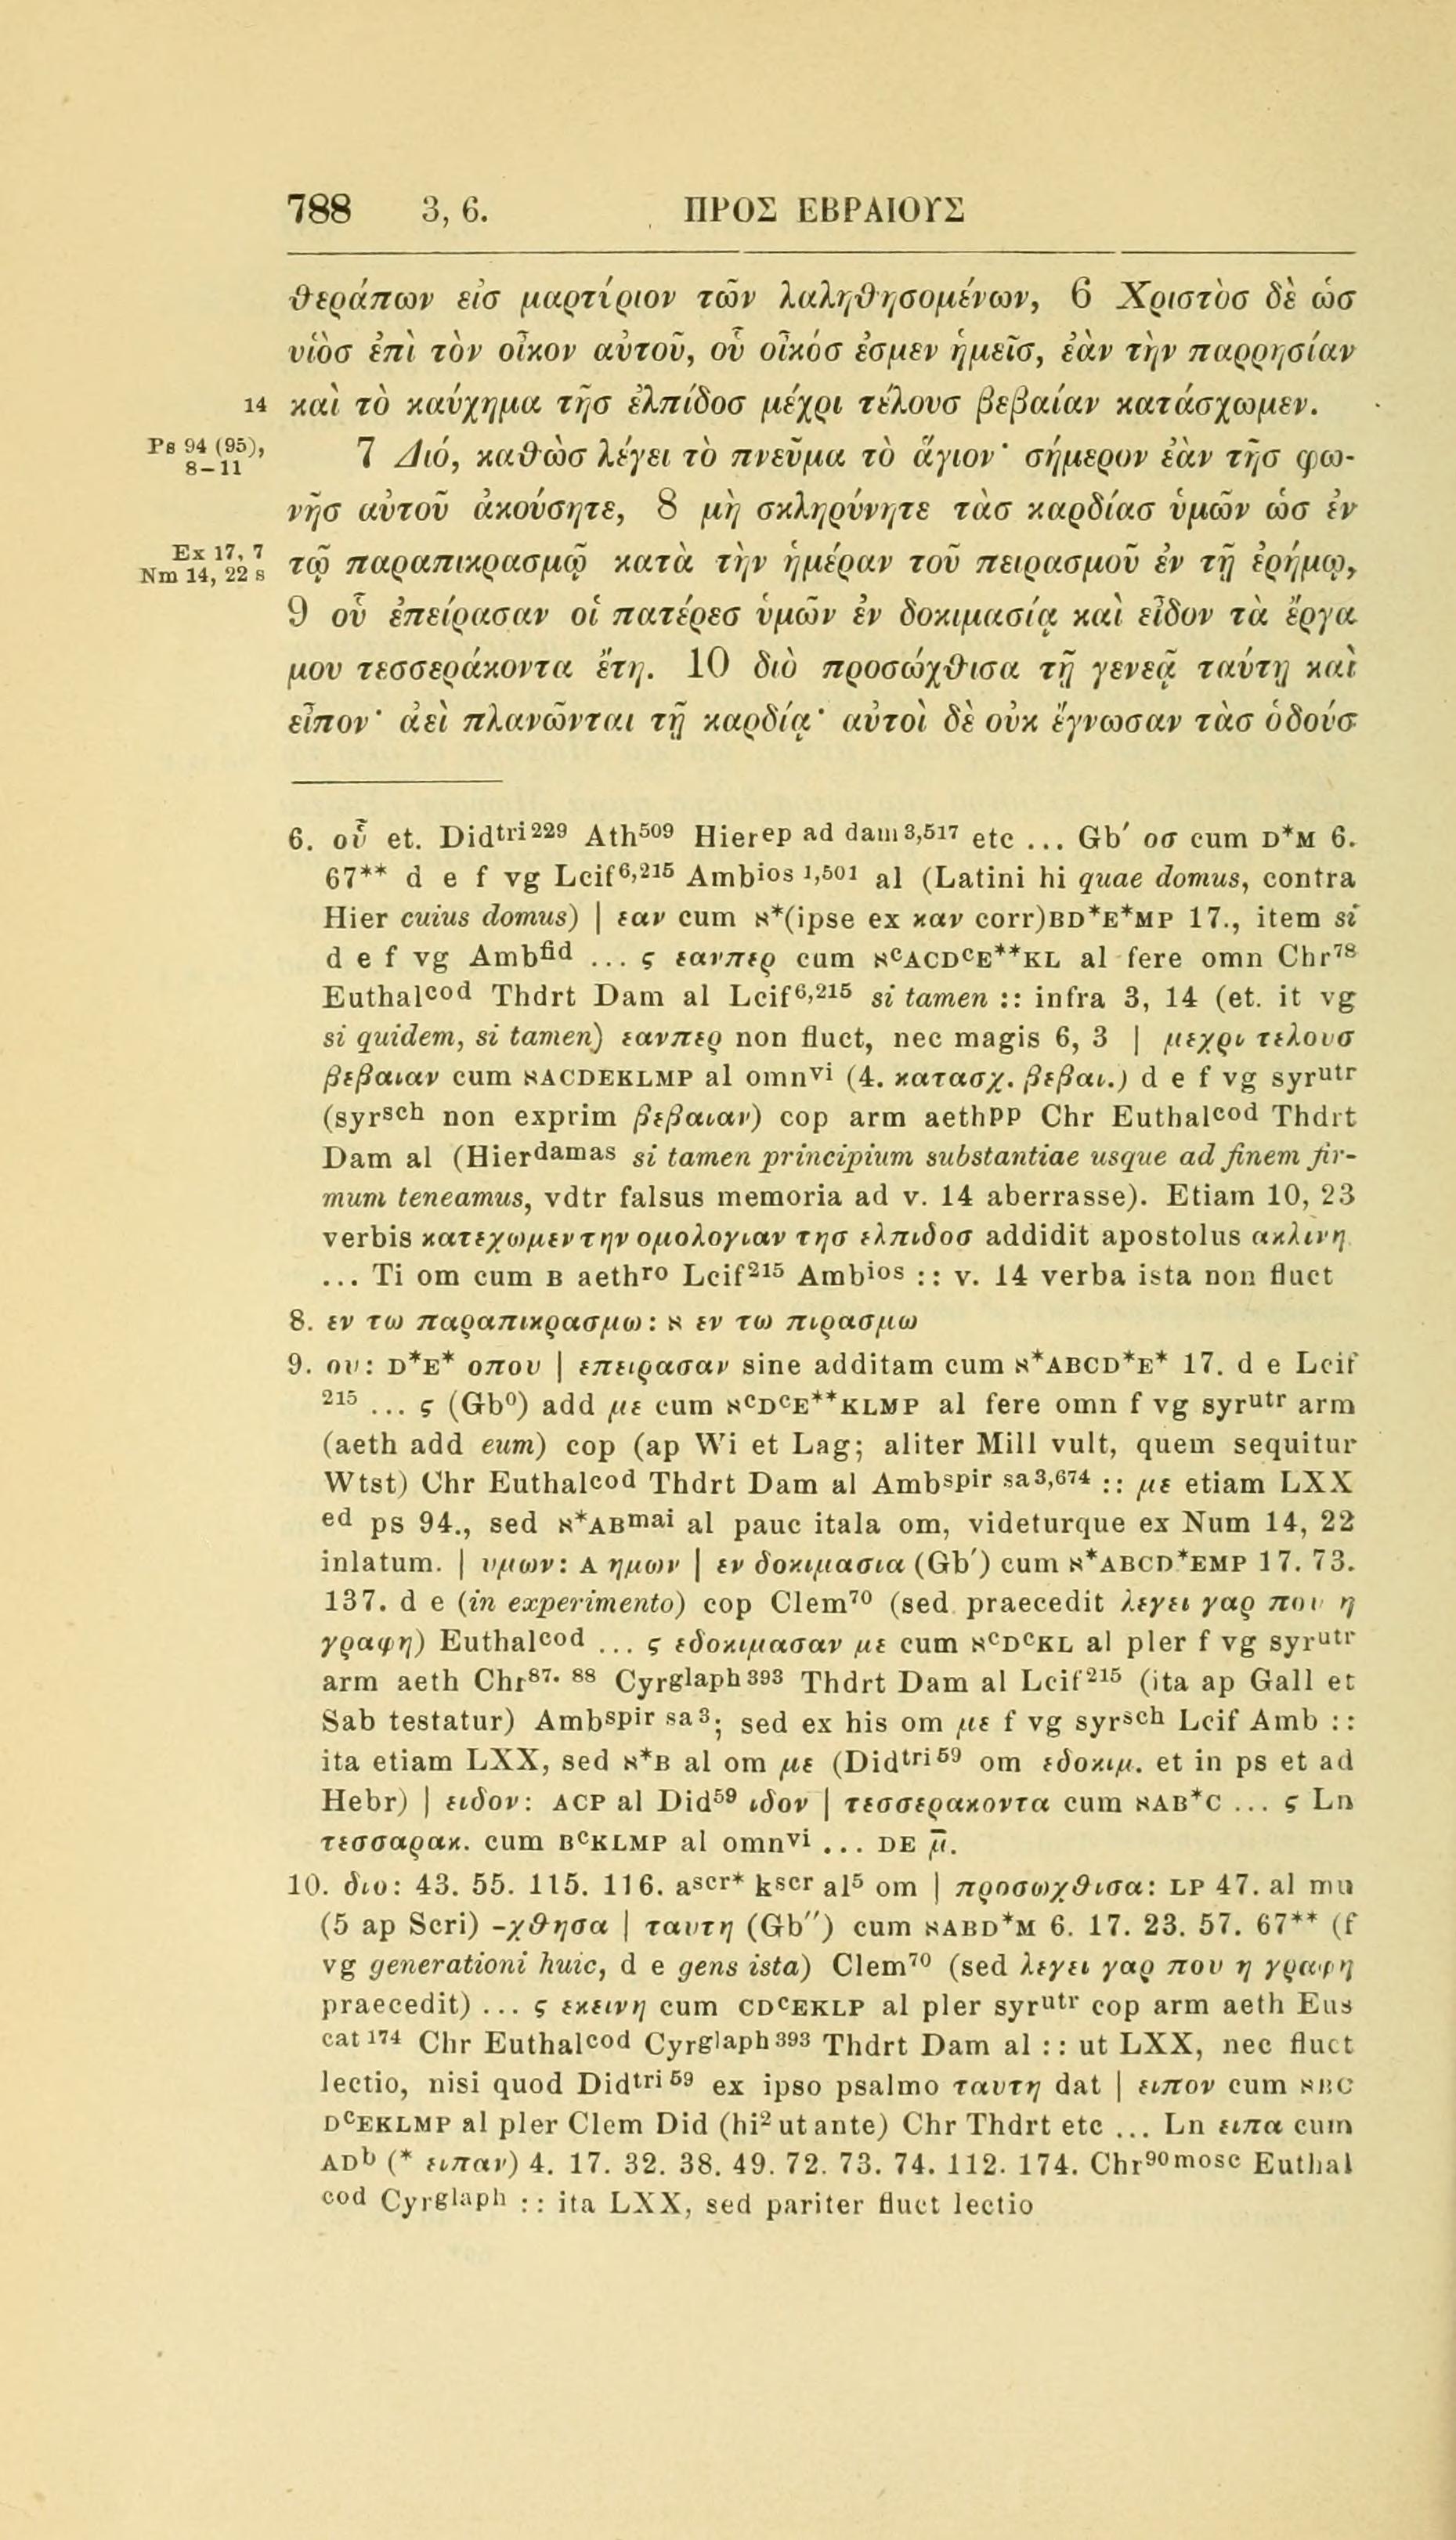 788 3, 6. ΠΡΟΣ ΕΒΡΑΙΟΥΣ
θεράπων εἰσ μαρτύριον τῶν λαληθησομένων, 6 Χριστὸσ δὲ ὡσ
υἱὸσ ἐπὶ τὸν οἶκον αὐτοῦ, οὗ οἶκόσ ἐσμεν ἡμεῖσ, ἐὰν τὴν παρρησίαν
14 καὶ τὸ καύχημα τῆσ ἐλπίδοσ μέχρι τέλουσ βεβαίαν κατάσχωμεν.
Ps 94 (95), 8–11 7 Διό, καθὼσ λέγει τὸ πνεῦμα τὸ ἅγιον· σήμερον ἐὰν τῆσ φω-
νῆσ αὐτοῦ ἀκούσητε, 8 μὴ σκληρύνητε τὰσ καρδίασ ὑμῶν ὡσ ἐν
Ex 17, 7 Nm 14, 22 s τῷ παραπικρασμῷ κατὰ τὴν ἡμέραν τοῦ πειρασμοῦ ἐν τῇ ἐρήμῳ,
9 οὗ ἐπείρασαν οἱ πατέρεσ ὑμῶν ἐν δοκιμασίᾳ καὶ εἶδον τὰ ἔργα
μου τεσσεράκοντα ἔτη. 10 διὸ προσώχθισα τῇ γενεᾷ ταύτῃ καὶ
εἶπον· ἀεὶ πλανῶνται τῇ καρδίᾳ· αὐτοὶ δὲ οὐκ ἔγνωσαν τὰσ ὁδούσ
6. οὗ et. Didtri229 Ath509 Hierep ad dam3,517 etc ... Gb′ οσ cum D*M 6.
67** d e f vg Lcif6,215 Ambios 1,501 al (Latini hi quae domus, contra
Hier cuius domus) | εαν cum ℵ*(ipse ex καν corr)BD*E*MP 17., item si
d e f vg Ambfid ... ς εανπερ cum ℵcACDcE**KL al fere omn Chr78
Euthalcod Thdrt Dam al Lcif6,215 si tamen :: infra 3, 14 (et. it vg
si quidem, si tamen) εανπερ non fluct, nec magis 6, 3 | μεχρι τελουσ
βεβαιαν cum ℵACDEKLMP al omnvi (4. κατασχ. βεβαι.) d e f vg syrutr
(syrsch non exprim βεβαιαν) cop arm aethpp Chr Euthalcod Thdrt
Dam al (Hierdamas si tamen principium substantiae usque ad finem fir-
mum teneamus, vdtr falsus memoria ad v. 14 aberrasse). Etiam 10, 23
verbis κατεχωμεν την ομολογιαν τησ ελπιδοσ addidit apostolus ακλινη
... Ti om cum B aethro Lcif215 Ambios :: v. 14 verba ista non fluct
8. εν τω παραπικρασμω: ℵ εν τω πιρασμω
9. ου: D*E* οπου | επειρασαν sine additam cum ℵ*ABCD*E* 17. d e Lcif
215 ... ς (Gb0) add με cum ℵcDcE**KLMP al fere omn f vg syrutr arm
(aeth add eum) cop (ap Wi et Lag; aliter Mill vult, quem sequitur
Wtst) Chr Euthalcod Thdrt Dam al Ambspir sa3,674 :: με etiam LXX
ed ps 94., sed ℵ*ABmai al pauc itala om, videturque ex Num 14, 22
inlatum. | υμων: A ημων | εν δοκιμασια (Gb′) cum ℵ*ABCD*EMP 17. 73.
137. d e (in experimento) cop Clem70 (sed praecedit λεγει γαρ που η
γραφη) Euthalcod ... ς εδοκιμασαν με cum ℵcDcKL al pler f vg syrutr
arm aeth Chr87. 88 Cyrglaph393 Thdrt Dam al Lcif215 (ita ap Gall et
Sab testatur) Ambspir sa3; sed ex his om με f vg syrsch Lcif Amb ::
ita etiam LXX, sed ℵ*B al om με (Didtri59 om εδοκιμ. et in ps et ad
Hebr) | ειδον: ACP al Did59 ιδον | τεσσερακοντα cum ℵAB*C ... ς Ln
τεσσαρακ. cum BcKLMP al omnvi ... DE μ̅.
10. διο: 43. 55. 115. 116. ascr* kscr al5 om | προσωχθισα: LP 47. al mu
(5 ap Scri) -χθησα | ταυτη (Gb″) cum ℵABD*M 6. 17. 23. 57. 67** (f
vg generationi huic, d e gens ista) Clem70 (sed λεγει γαρ που η γραφη
praecedit) ... ς εκεινη cum CDcEKLP al pler syrutr cop arm aeth Eus
cat174 Chr Euthalcod Cyrglaph393 Thdrt Dam al :: ut LXX, nec fluct
lectio, nisi quod Didtri59 ex ipso psalmo ταυτη dat | ειπον cum ℵBC
DcEKLMP al pler Clem Did (hi2 ut ante) Chr Thdrt etc ... Ln ειπα cum
ADb (* ειπαν) 4. 17. 32. 38. 49. 72. 73. 74. 112. 174. Chr90mosc Euthal
cod Cyrglaph :: ita LXX, sed pariter fluct lectio